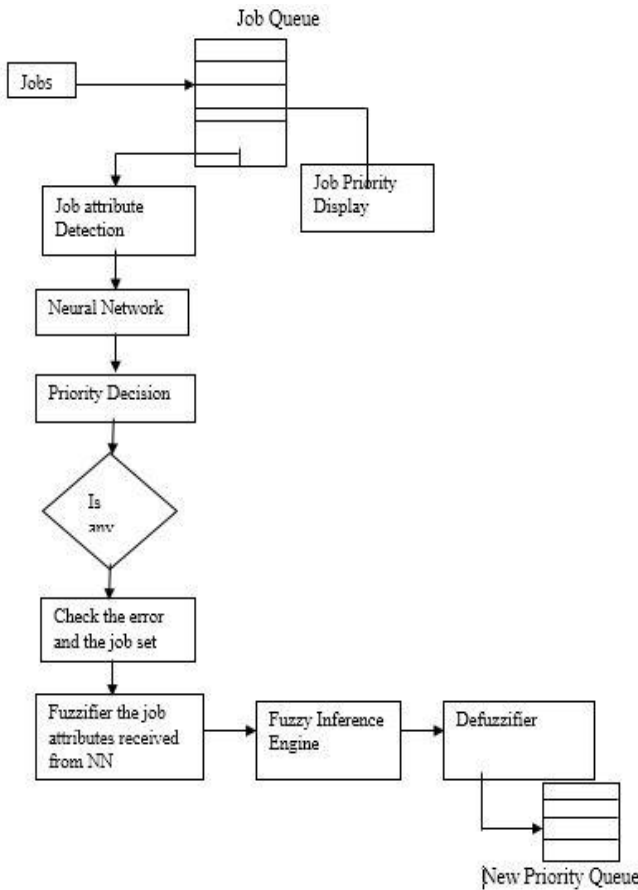 Job Queue
Jobs
Job Priority
Display
Job attribute
Detection
Neural Network
Priority Decision
Is
any
Check the error
and the job set
Fuzzifier the job
attributes received
from NN
Fuzzy Inference
Engine
Defuzzifier
New Priority Queue